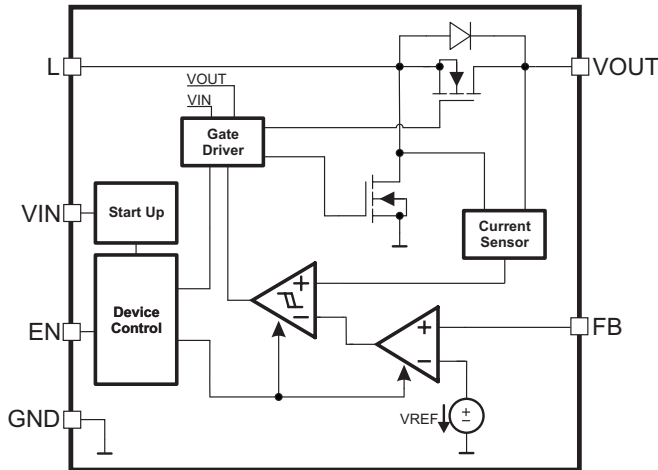 L
VOUT
VOUT
VIN
Gate
Driver
VIN
Start Up
Current
Sensor
Device
Control
EN
+
−
+
−
FB
VREF
+
−
GND